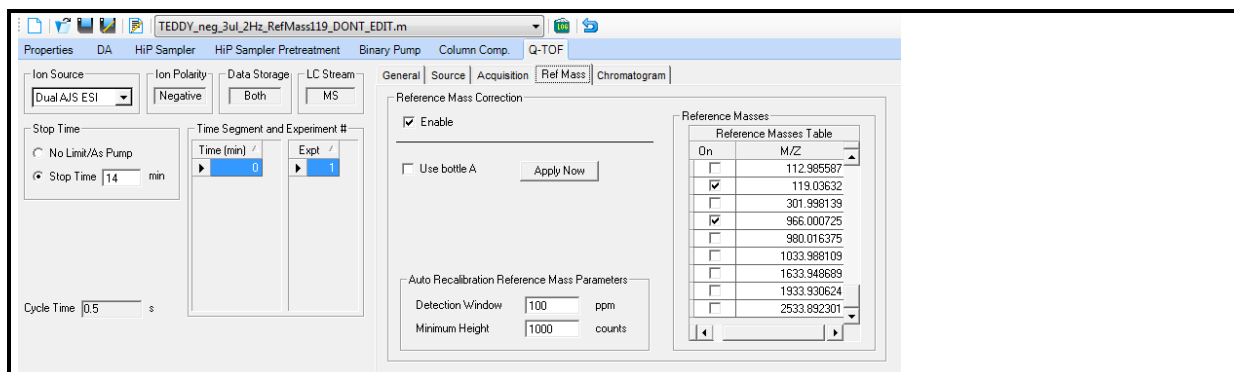 TEDDY_neg_3ul_2Hz_RefMass119_DONT_EDIT.m
LOG
Properties DA HiP Sampler HiP Sampler Pretreatment Binary Pump Column Comp. Q-TOF
Ion Source
Dual AJS ESI
Ion Polarity
Negative
Data Storage
Both
LC Stream
MS
Stop Time
No Limit/As Pump
Stop Time 14 min
Time Segment and Experiment #
Time (min) / Expt /
0 1
Cycle Time 0.5 s
General Source Acquisition Ref Mass Chromatogram
Reference Mass Correction
Enable
Use bottle A Apply Now
Auto Recalibration Reference Mass Parameters
Detection Window 100 ppm
Minimum Height 1000 counts
Reference Masses
Reference Masses Table
On M/Z
112.985587
119.03632
301.998139
966.000725
980.016375
1033.988109
1633.948689
1933.930624
2533.892301